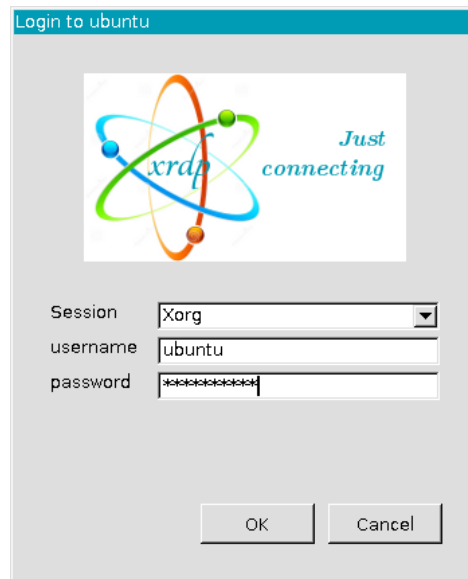 Login to ubuntu
Just
xrdp connecting
Session Xorg
username ubuntu
password **********
OK Cancel